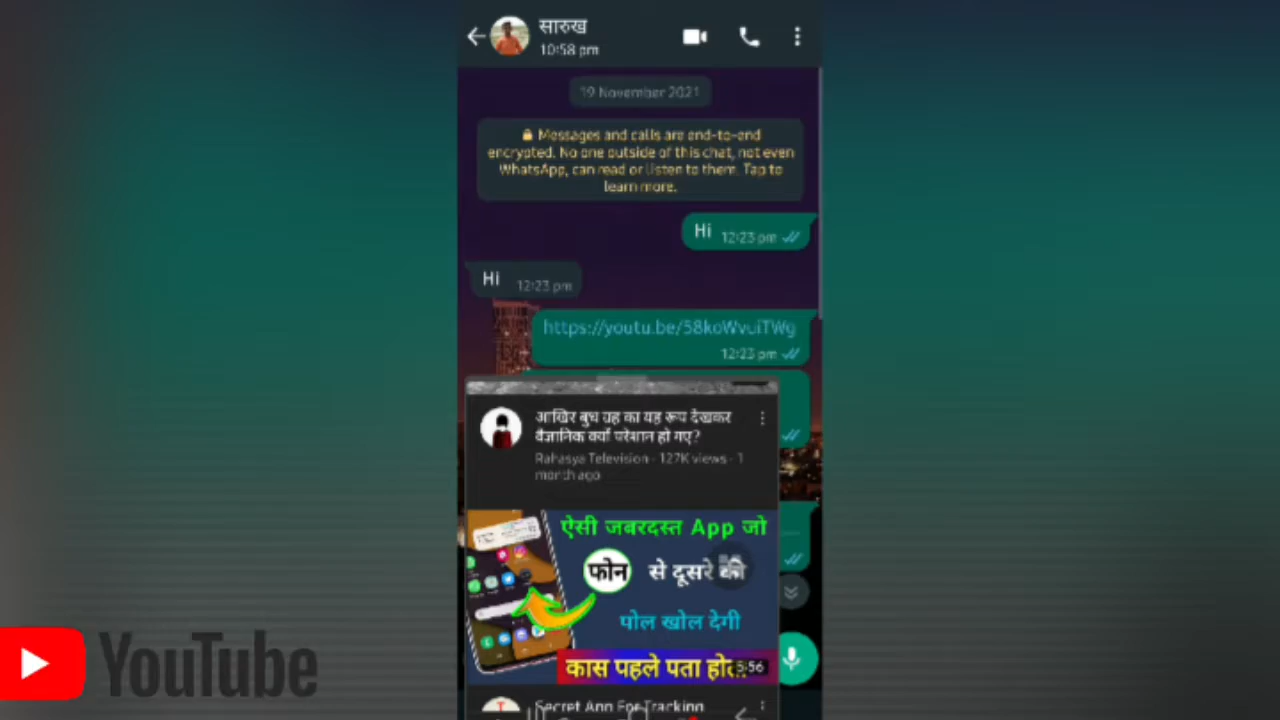 सारुख
10:58 pm
19 November 2021
Messages and calls are end-to-end
encrypted. No one outside of this chat, not even
WhatsApp, can read or listen to them. Tap to
learn more.
Hi 12:23 pm
Hi 12:23 pm
https://youtu.be/58koWvuiTWg
12:23 pm
आखिर बुध ग्रह का यह रूप देखकर
वैज्ञानिक क्यों परेशान हो गए?
Rahasya Television · 127K views · 1
month ago
ऐसी जबरदस्त App जो
फोन से दूसरे की
पोल खोल देगी
कास पहले पता होता
5:56
Secret App For Tracking
YouTube